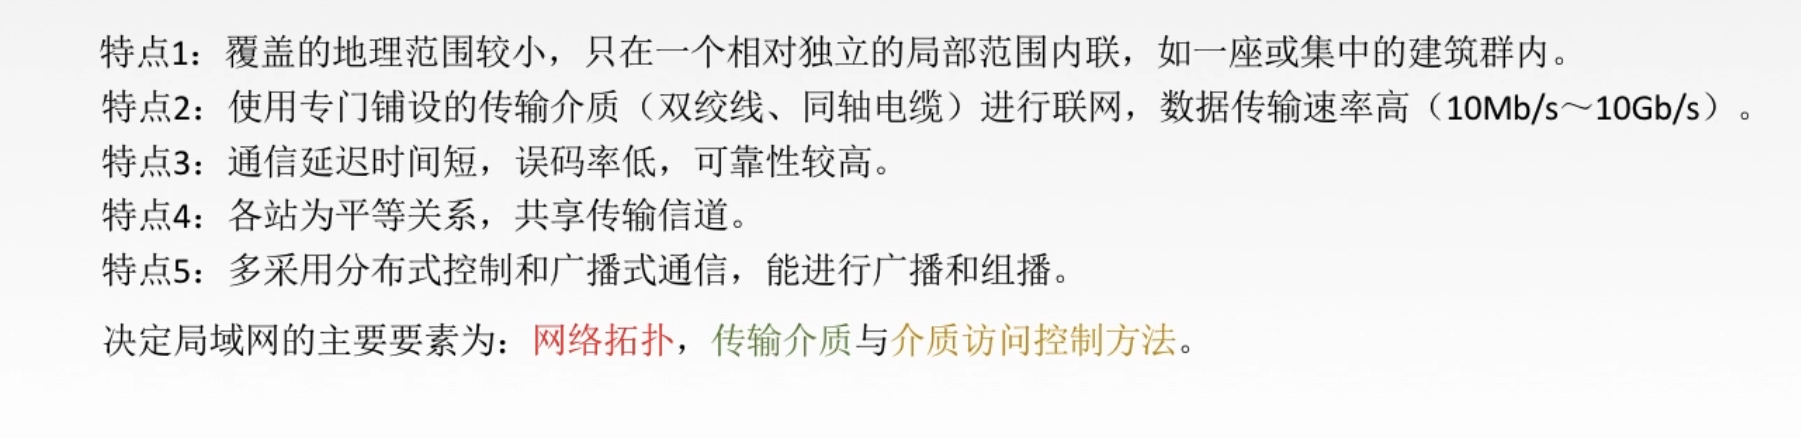 特点1：覆盖的地理范围较小，只在一个相对独立的局部范围内联，如一座或集中的建筑群内。
特点2：使用专门铺设的传输介质（双绞线、同轴电缆）进行联网，数据传输速率高（10Mb/s～10Gb/s）。
特点3：通信延迟时间短，误码率低，可靠性较高。
特点4：各站为平等关系，共享传输信道。
特点5：多采用分布式控制和广播式通信，能进行广播和组播。
决定局域网的主要要素为：网络拓扑，传输介质与介质访问控制方法。